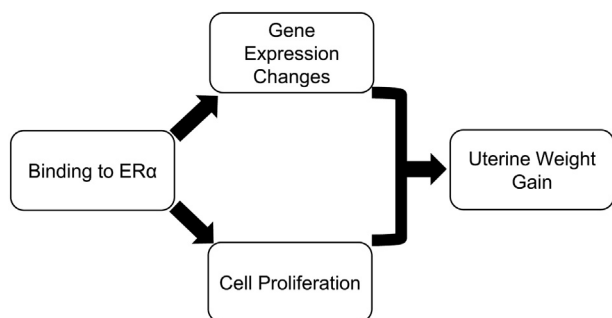 Gene
Expression
Changes
Binding to ERα
Uterine Weight
Gain
Cell Proliferation